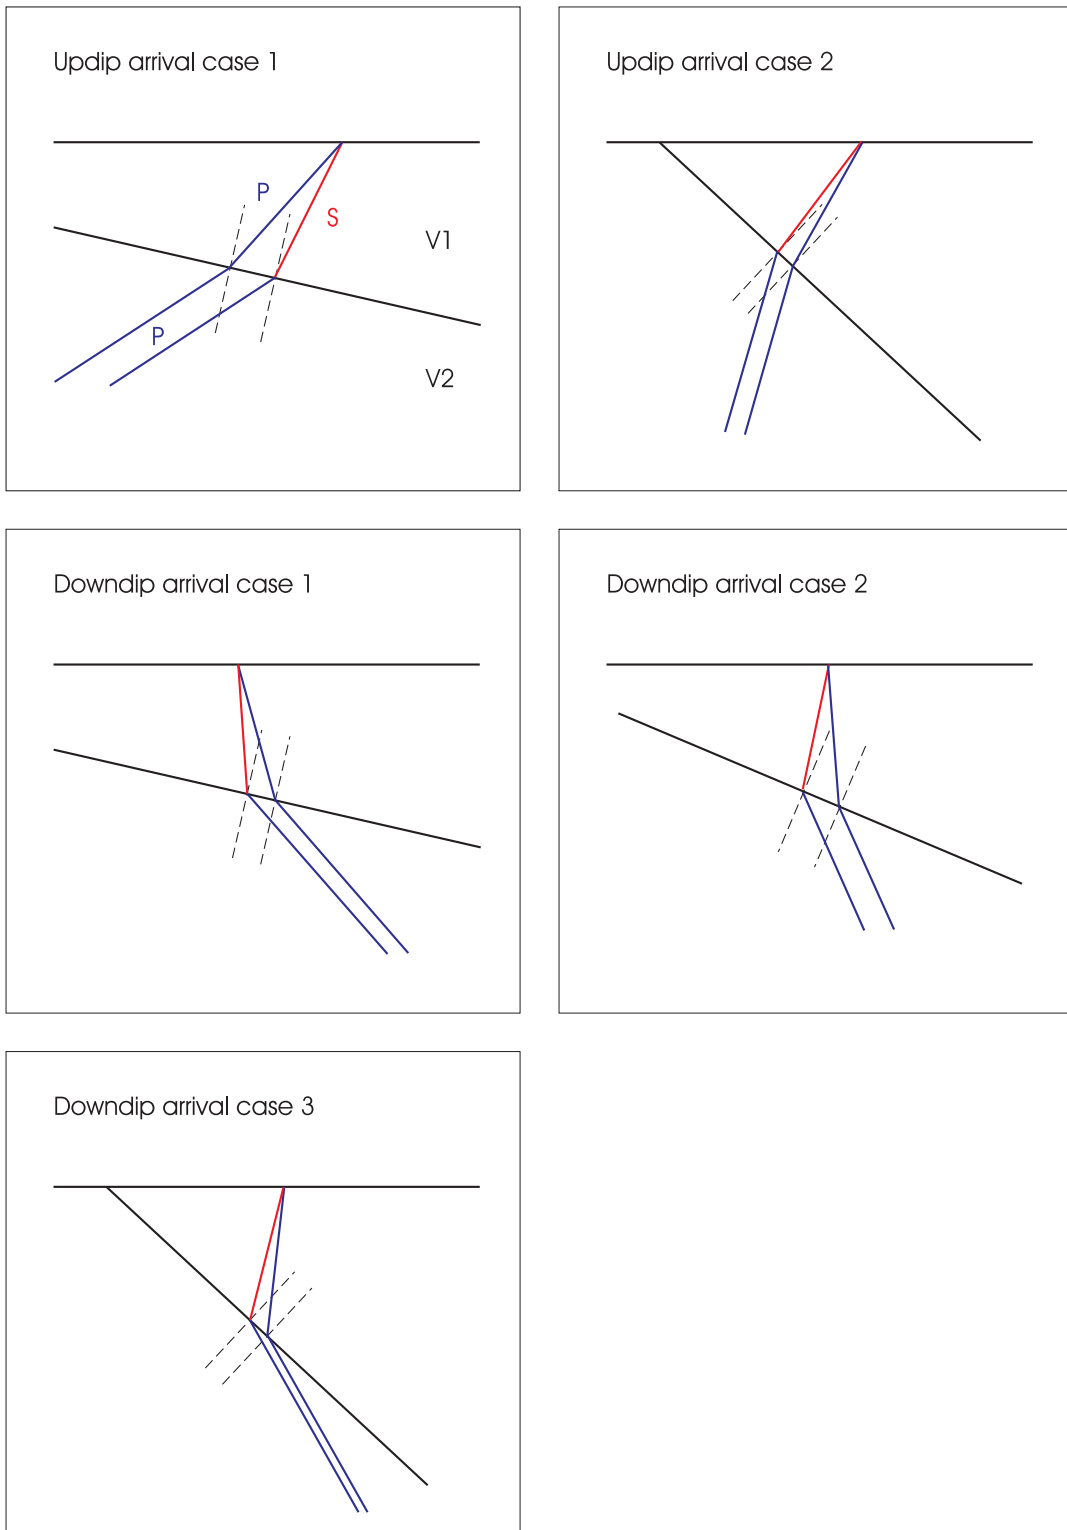 Updip arrival case 1
P
S
V1
P
V2
Updip arrival case 2
Downdip arrival case 1
Downdip arrival case 2
Downdip arrival case 3